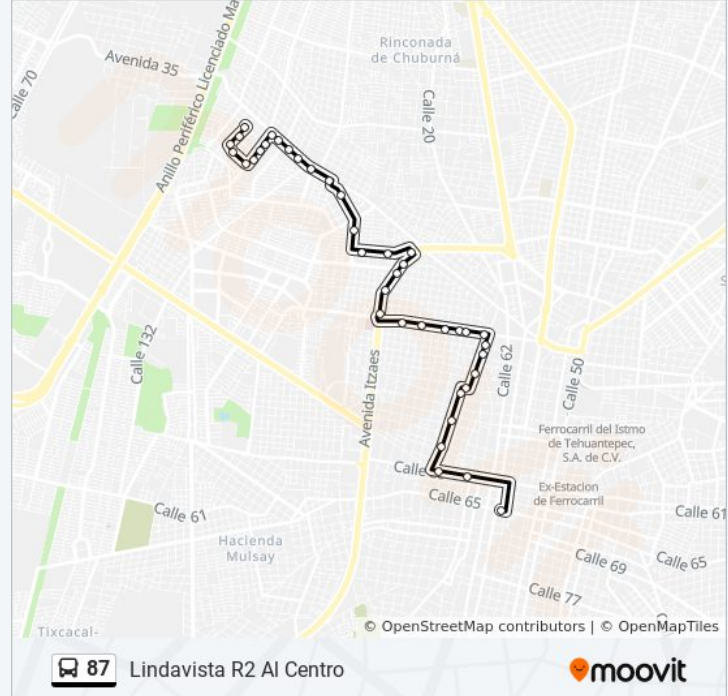 Rinconada
de Chuburná
Avenida 35
Calle 70
Anillo Periférico Licenciado Ma
Calle 20
Calle 132
Avenida Itzaes
Calle 62
Calle 50
Ferrocarril del Istmo
de Tehuantepec,
S.A. de C.V.
Calle
Calle 65
Ex-Estacion
de Ferrocarril
Calle 61
Calle 61
Hacienda
Mulsay
Calle 69
Calle 65
Calle 77
Tixcacal-
© OpenStreetMap contributors | © OpenMapTiles
87 Lindavista R2 Al Centro
moovit